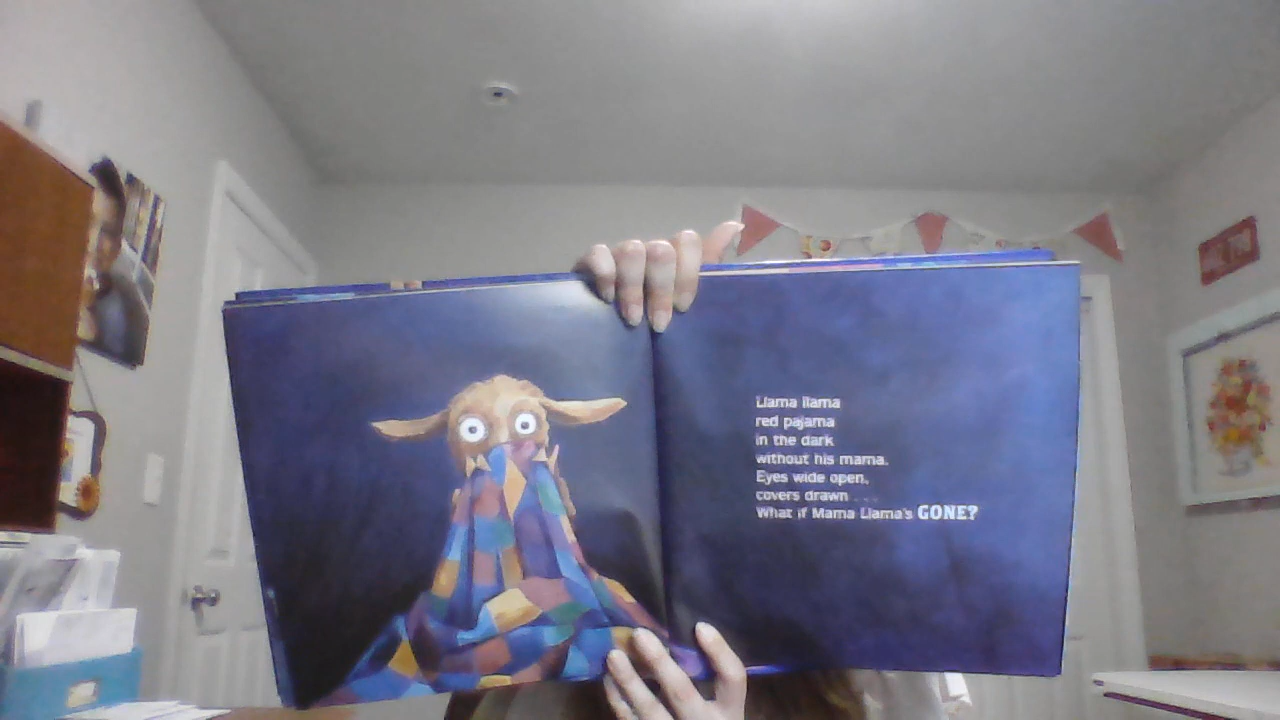 Llama llama
red pajama
in the dark
without his mama.
Eyes wide open,
covers drawn . . .
What if Mama Llama's GONE?